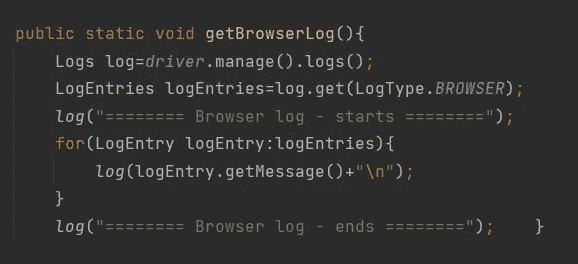 public static void getBrowserLog(){
    Logs log=driver.manage().logs();
    LogEntries logEntries=log.get(LogType.BROWSER);
    log("======== Browser log - starts ========");
    for(LogEntry logEntry:logEntries){
        log(logEntry.getMessage()+"\n");
    }
    log("======== Browser log - ends ========");    }